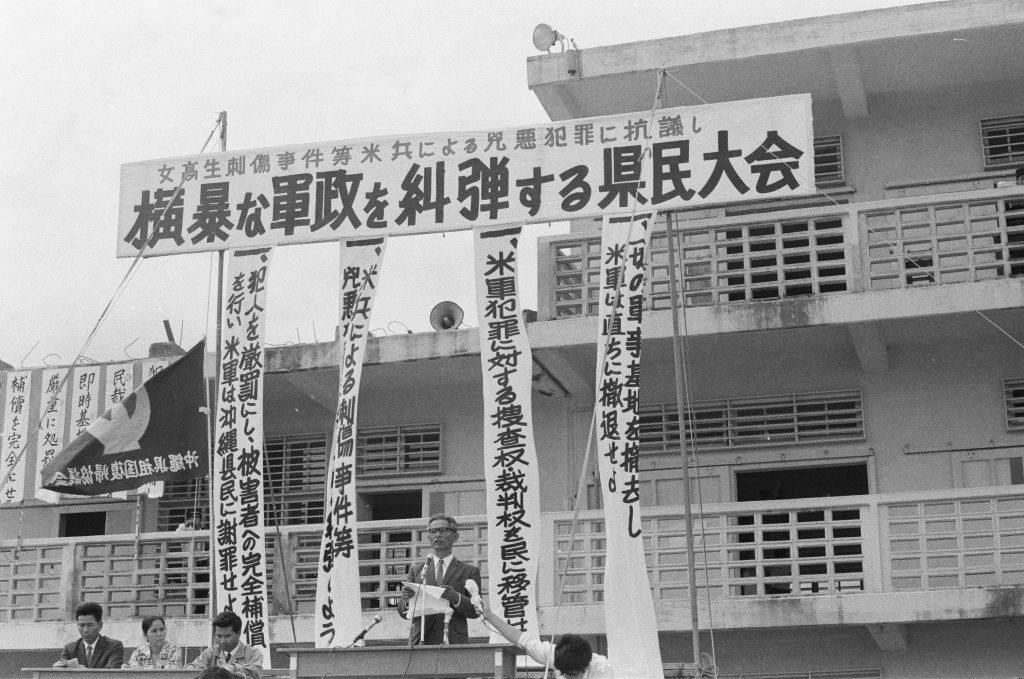 女高生刺傷事件等米兵による兇悪犯罪に抗議し
横暴な軍政を糾弾する県民大会
一、犯人を厳罰にし、被害者への完全補償
を行い米軍は沖縄県民に謝罪せよ
一、米兵による刺傷事件等
兇悪な
一、米軍犯罪に対する捜査权裁判权を民に移管せ
一、一切の軍事基地を撤去し
米軍は直ちに撤退せよ
補償を完全にせ
厳重に処
即時
民裁
沖縄県祖国復帰協議会